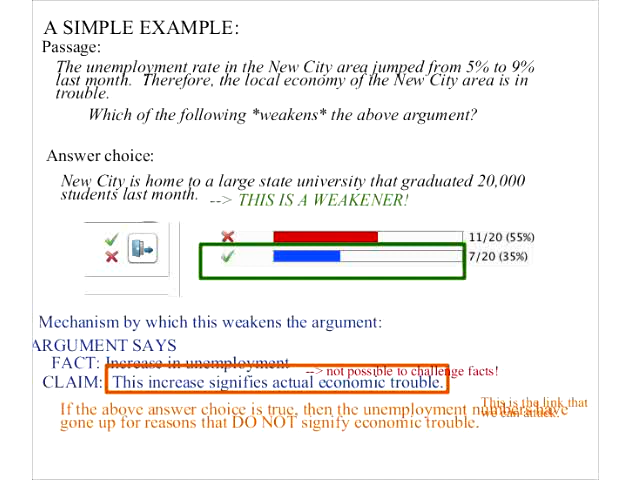 A SIMPLE EXAMPLE:
Passage:
The unemployment rate in the New City area jumped from 5% to 9%
last month. Therefore, the local economy of the New City area is in
trouble.
Which of the following *weakens* the above argument?
Answer choice:
New City is home to a large state university that graduated 20,000
students last month. --> THIS IS A WEAKENER!
11/20 (55%)
7/20 (35%)
Mechanism by which this weakens the argument:
ARGUMENT SAYS
FACT: Increase in unemployment
--> not possible to challenge facts!
CLAIM: This increase signifies actual economic trouble.
This is the link that
we can attack.
If the above answer choice is true, then the unemployment numbers have
gone up for reasons that DO NOT signify economic trouble.